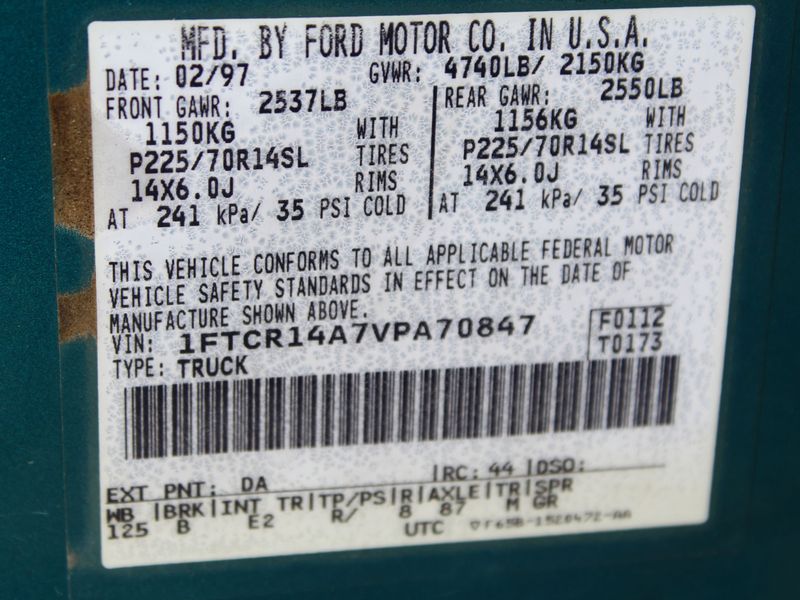 MFD. BY FORD MOTOR CO. IN U.S.A.
DATE: 02/97 GVWR: 4740LB/ 2150KG
FRONT GAWR: 2537LB
1150KG WITH
P225/70R14SL TIRES
14X6.0J RIMS
AT 241 kPa/ 35 PSI COLD
REAR GAWR: 2550LB
1156KG WITH
P225/70R14SL TIRES
14X6.0J RIMS
AT 241 kPa/ 35 PSI COLD
THIS VEHICLE CONFORMS TO ALL APPLICABLE FEDERAL MOTOR
VEHICLE SAFETY STANDARDS IN EFFECT ON THE DATE OF
MANUFACTURE SHOWN ABOVE.
VIN: 1FTCR14A7VPA70847
F0112
T0173
TYPE: TRUCK
EXT PNT: DA RC: 44 DSO:
WB |BRK|INT TR|TP/PS|R|AXLE|TR|SPR
125 B E2 R/ 8 87 M GR
UTC